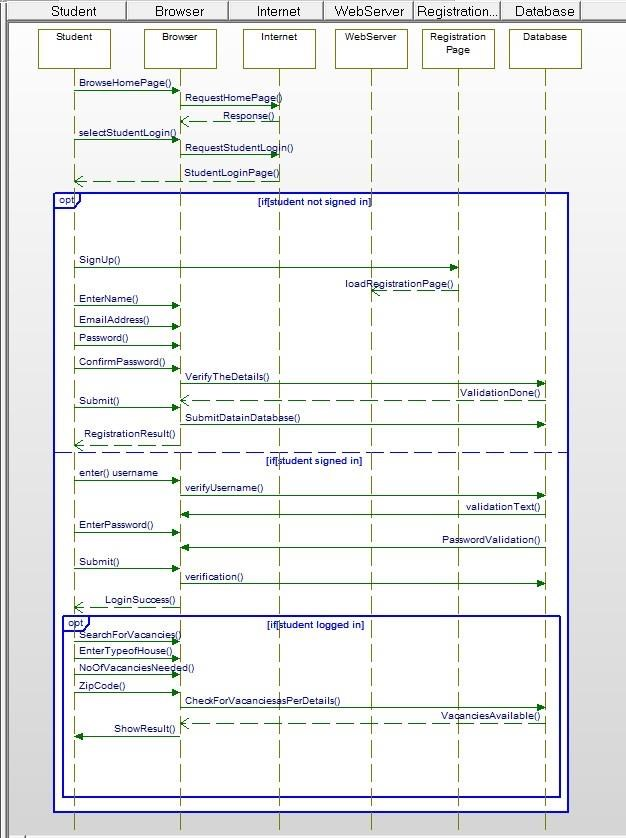 Student Browser Internet WebServer Registration... Database
Student Browser Internet WebServer Registration Page Database
BrowseHomePage()
RequestHomePage()
Response()
selectStudentLogin()
RequestStudentLogin()
StudentLoginPage()
opt [if[student not signed in]
SignUp()
loadRegistrationPage()
EnterName()
EmailAddress()
Password()
ConfirmPassword()
VerifyTheDetails()
ValidationDone()
Submit()
SubmitDatainDatabase()
RegistrationResult()
[if[student signed in]
enter() username
verifyUsername()
validationText()
EnterPassword()
PasswordValidation()
Submit()
verification()
LoginSuccess()
opt [if[student logged in]
SearchForVacancies()
EnterTypeofHouse()
NoOfVacanciesNeeded()
ZipCode()
CheckForVacanciesasPerDetails()
VacanciesAvailable()
ShowResult()